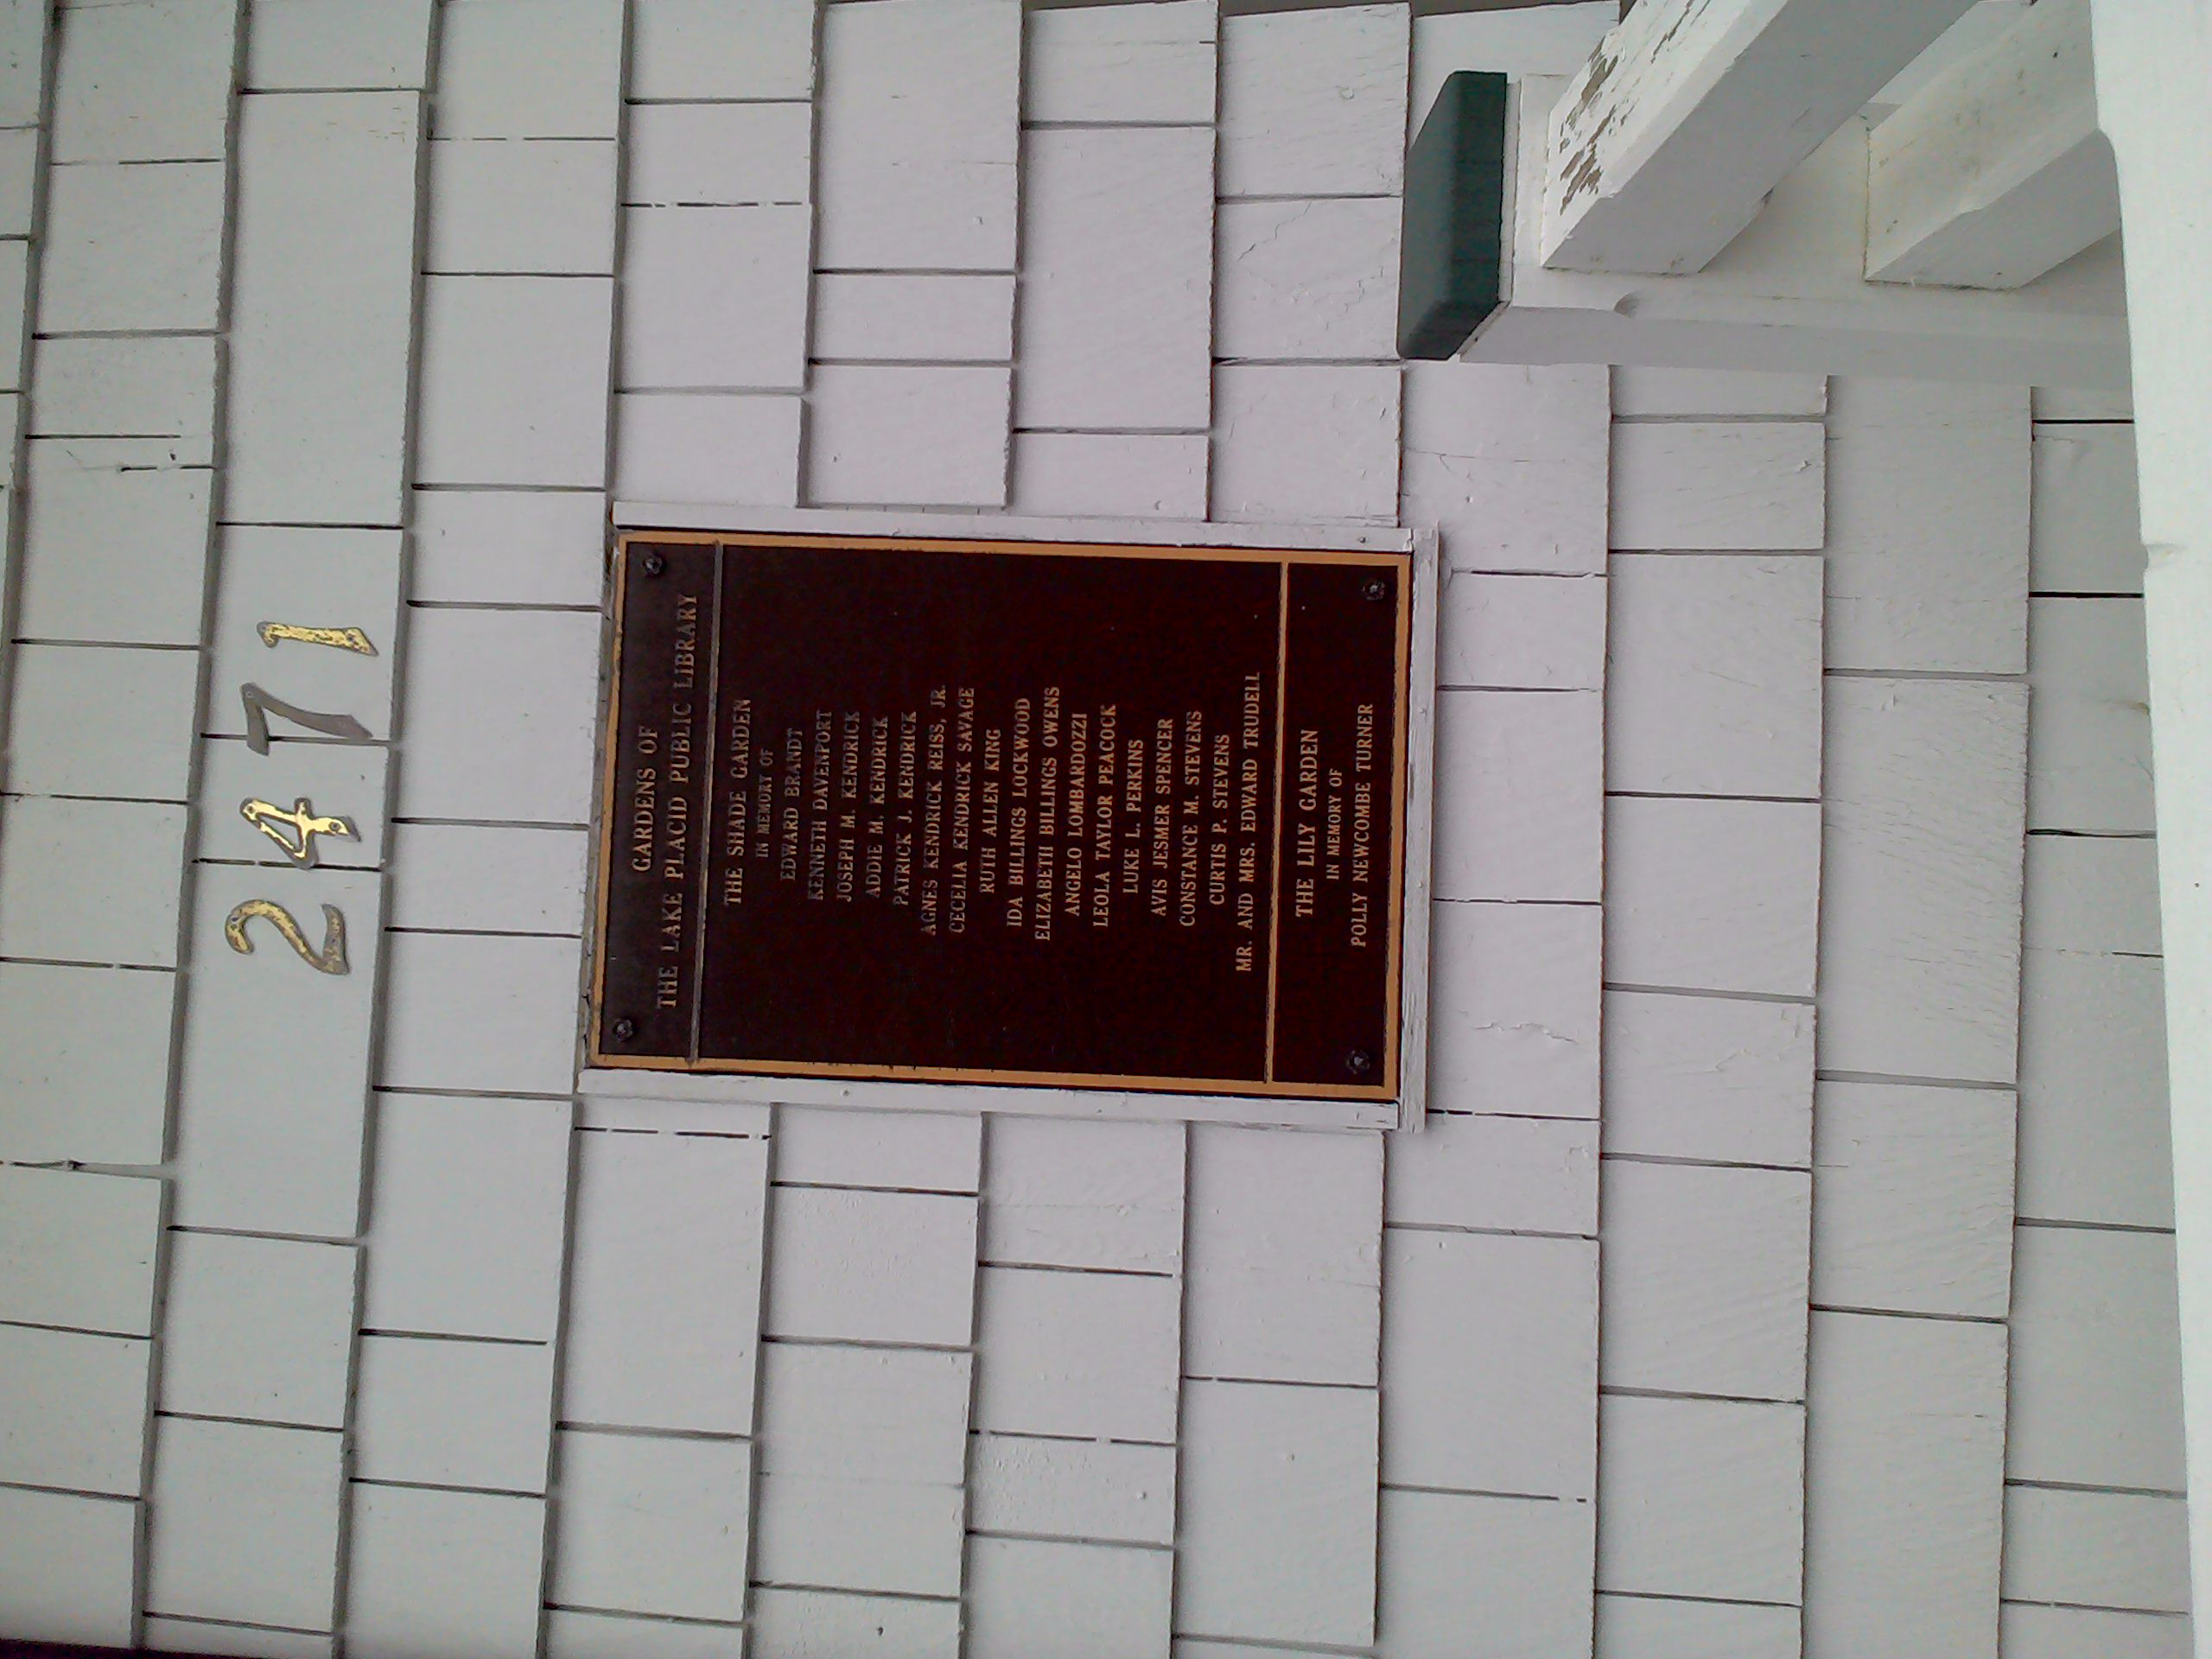 2471
GARDENS OF
THE LAKE PLACID PUBLIC LIBRARY
THE SHADE GARDEN
IN MEMORY OF
EDWARD BRANDT
KENNETH DAVENPORT
JOSEPH M. KENDRICK
ADDIE M. KENDRICK
PATRICK J. KENDRICK
AGNES KENDRICK REISS, JR.
CECELIA KENDRICK SAVAGE
RUTH ALLEN KING
IDA BILLINGS LOCKWOOD
ELIZABETH BILLINGS OWENS
ANGELO LOMBARDOZZI
LEOLA TAYLOR PEACOCK
LUKE L. PERKINS
AVIS JESMER SPENCER
CONSTANCE M. STEVENS
CURTIS P. STEVENS
MR. AND MRS. EDWARD TRUDELL
THE LILY GARDEN
IN MEMORY OF
POLLY NEWCOMBE TURNER